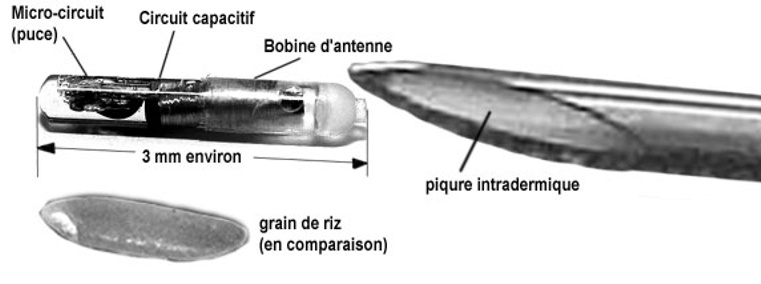 Micro-circuit
(puce)
Circuit capacitif
Bobine d'antenne
3 mm environ
piqure intradermique
grain de riz
(en comparaison)